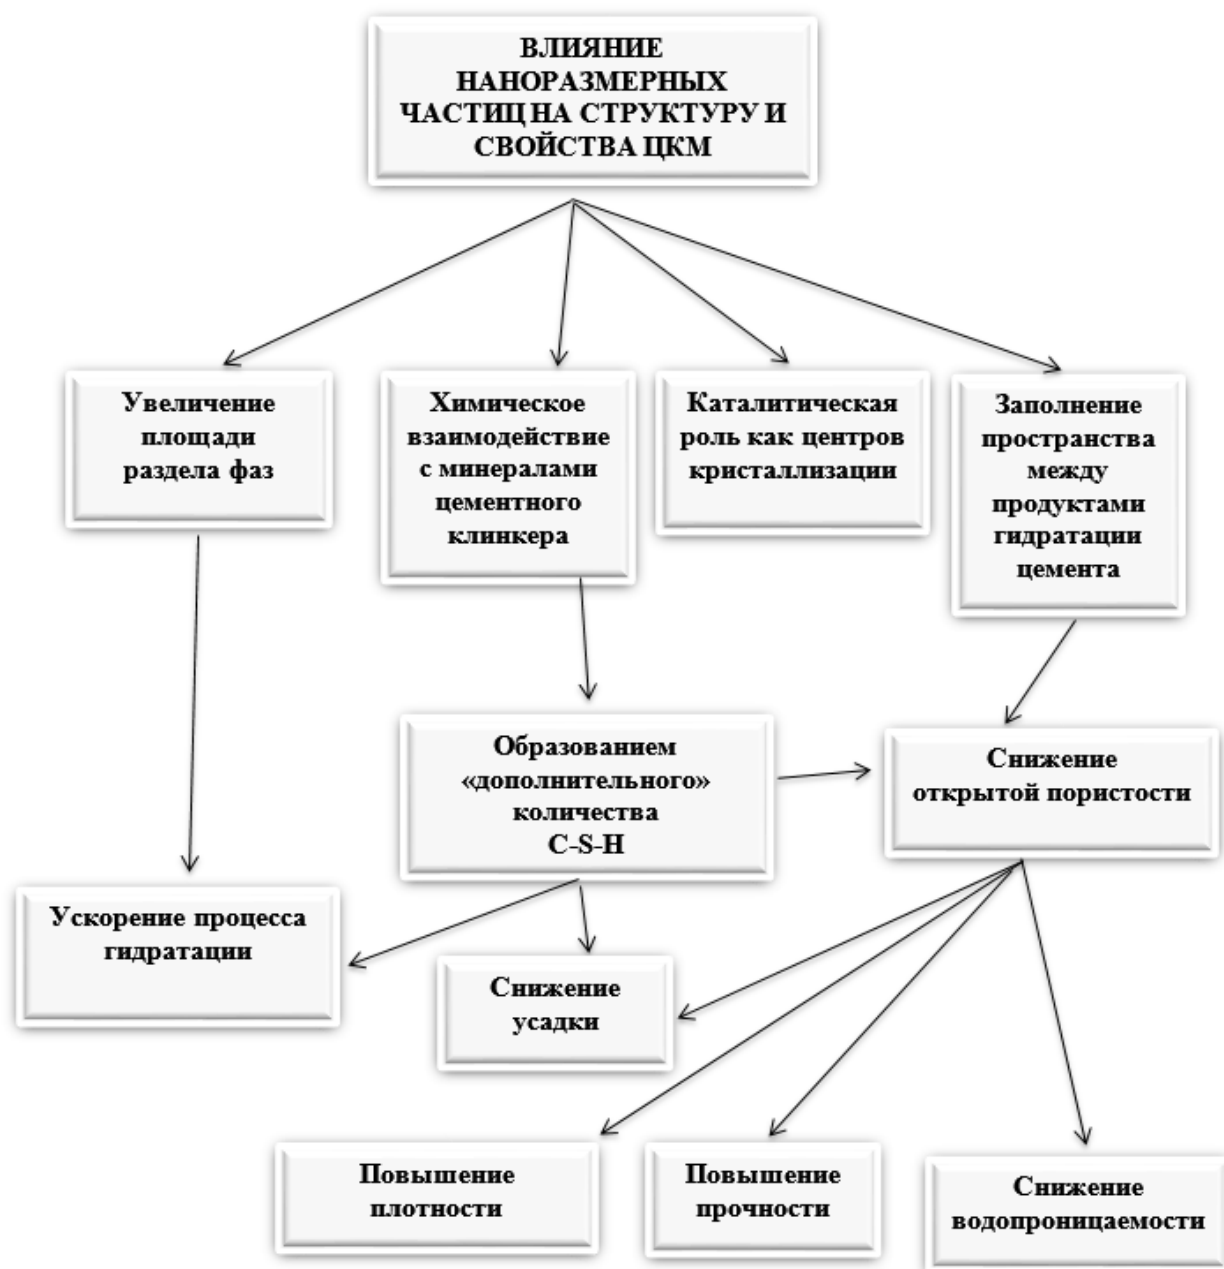 ВЛИЯНИЕ
НАНОРАЗМЕРНЫХ
ЧАСТИЦ НА СТРУКТУРУ И
СВОЙСТВА ЦКМ
Увеличение
площади
раздела фаз
Химическое
взаимодействие
с минералами
цементного
клинкера
Каталитическая
роль как центров
кристаллизации
Заполнение
пространства
между
продуктами
гидратации
цемента
Образованием
«дополнительного»
количества
C-S-H
Снижение
открытой пористости
Ускорение процесса
гидратации
Снижение
усадки
Повышение
плотности
Повышение
прочности
Снижение
водопроницаемости